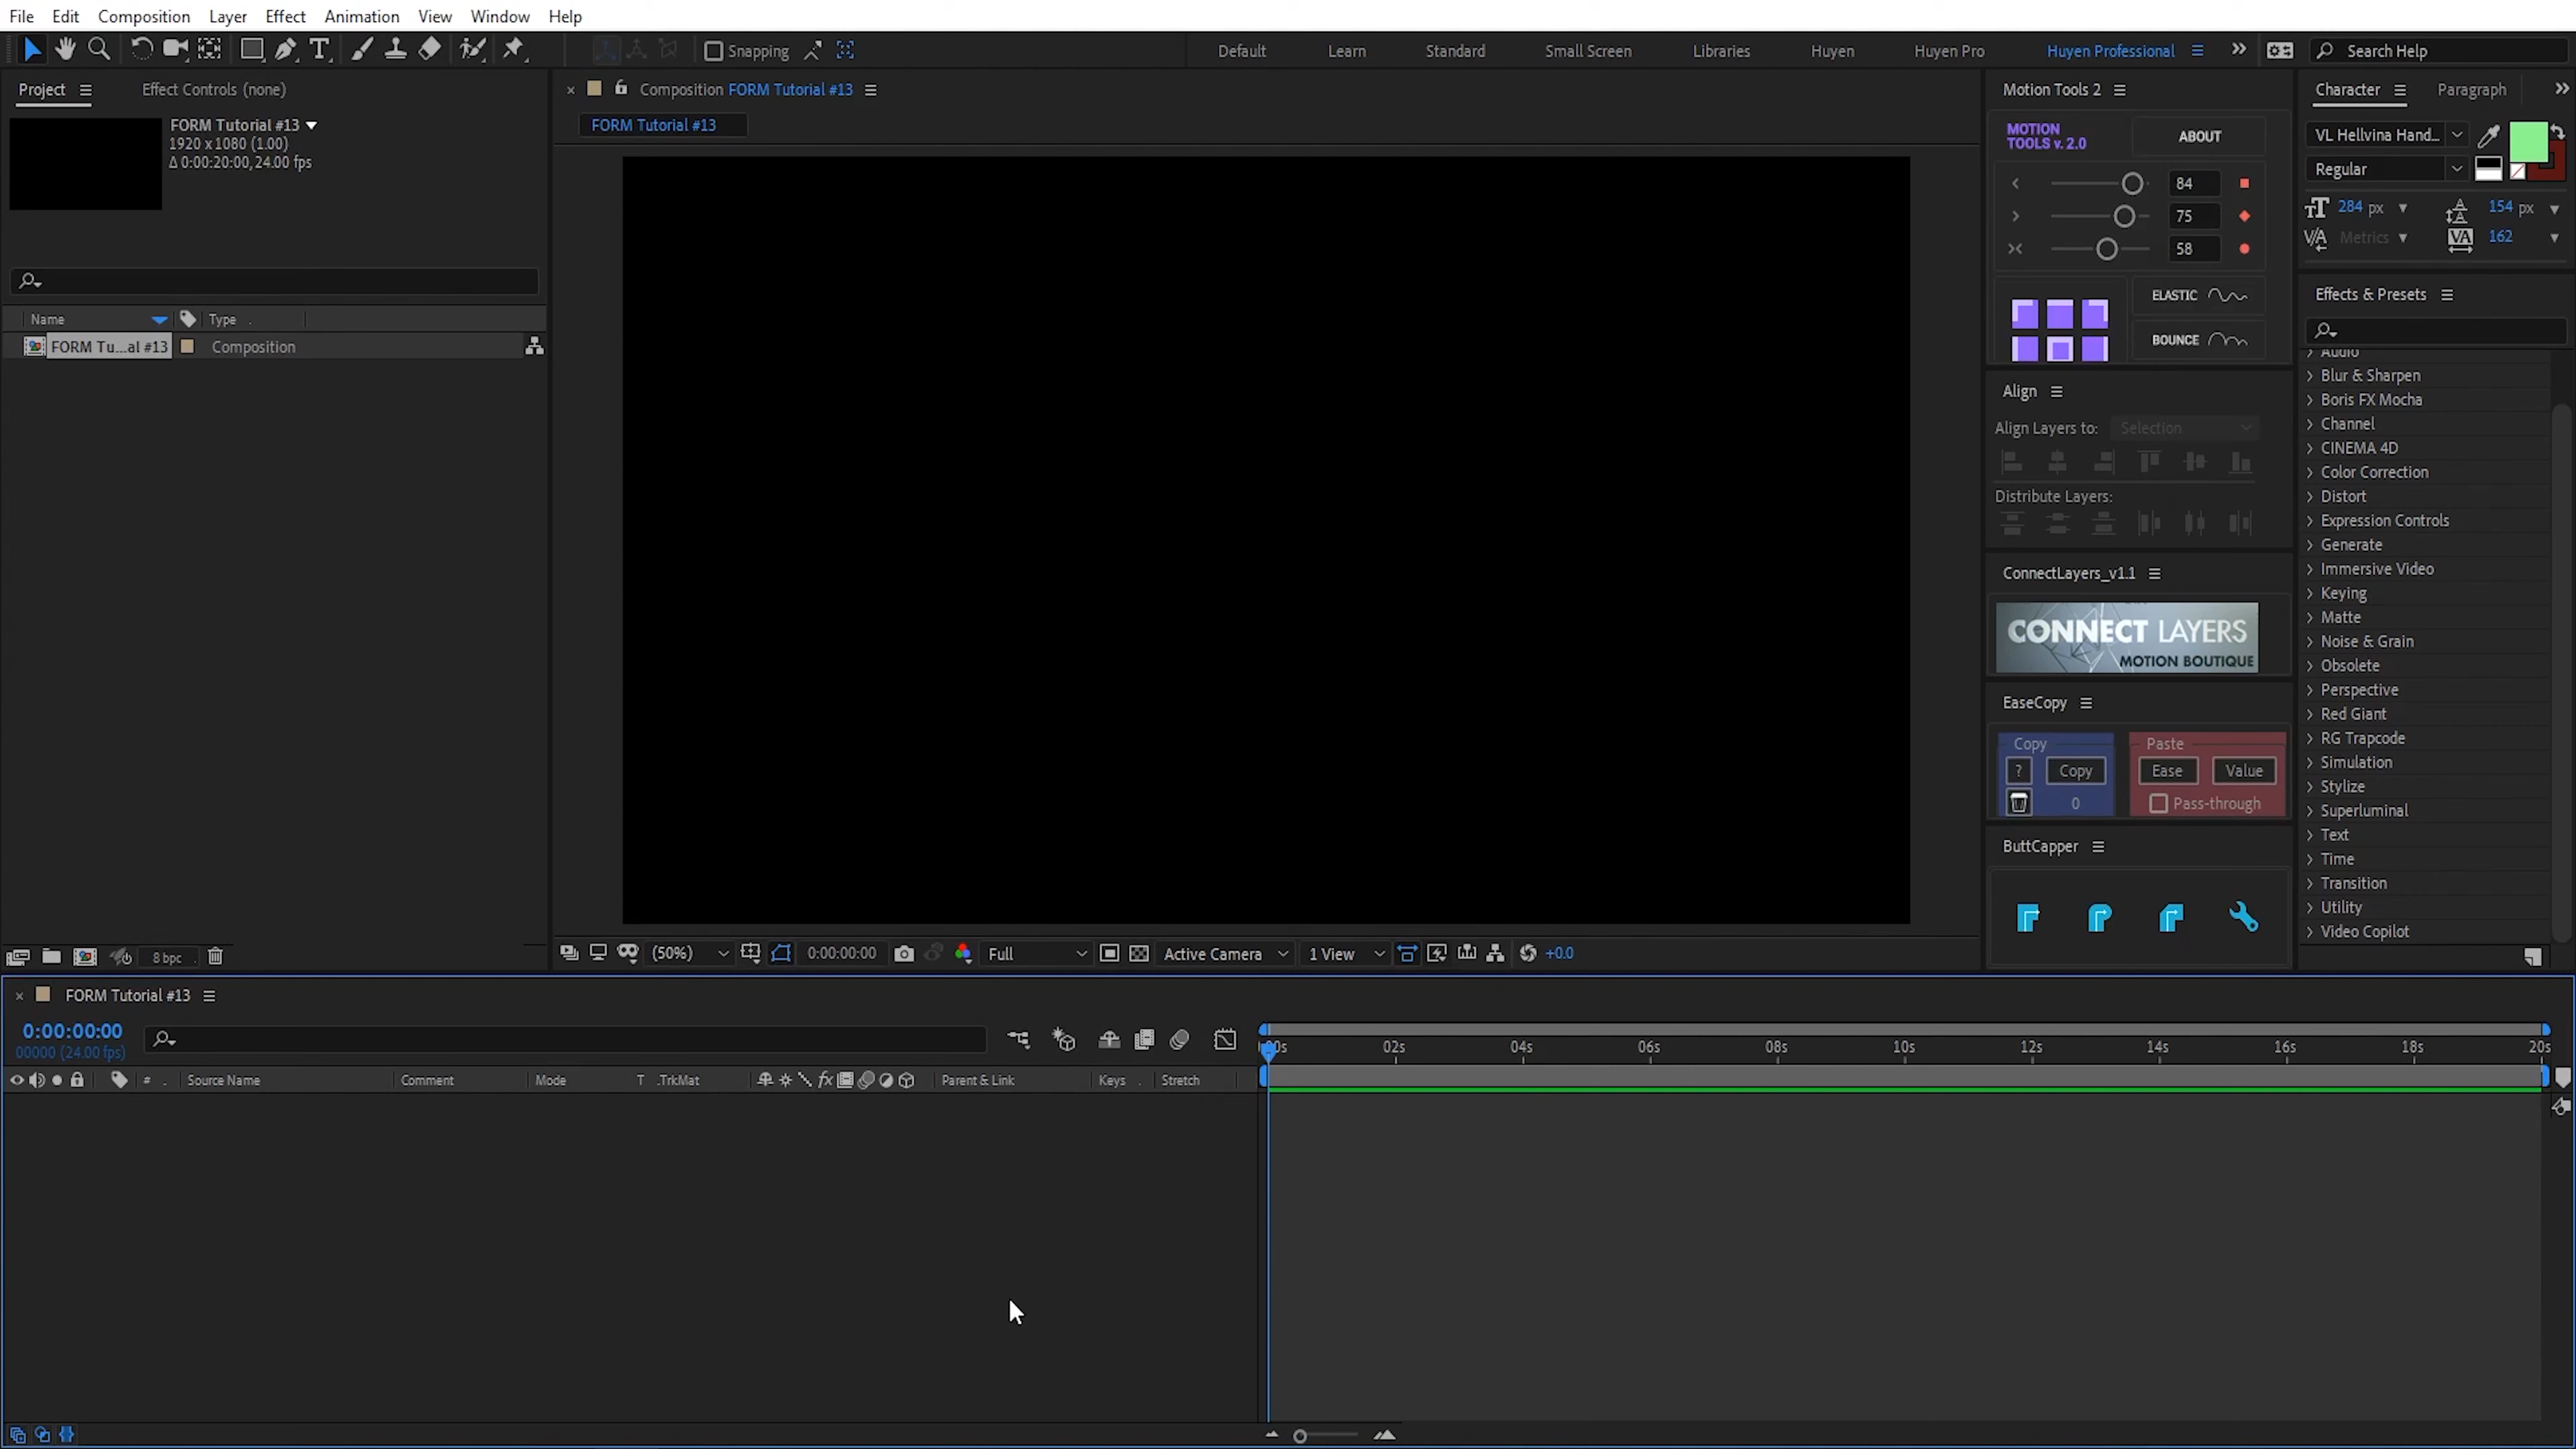 File Edit Composition Layer Effect Animation View Window Help
Snapping Default Learn Standard Small Screen Libraries Huyen Huyen Pro Huyen Professional Search Help
Project Effect Controls (none)
FORM Tutorial #13
1920 x 1080 (1.00)
Δ 0:00:20:00, 24.00 fps
Name Type
FORM Tu...al #13 Composition
8 bpc
Composition FORM Tutorial #13
FORM Tutorial #13
(50%) 0:00:00:00 Full Active Camera 1 View +0.0
Motion Tools 2
MOTION
TOOLS v. 2.0
ABOUT
84
75
58
ELASTIC
BOUNCE
Align
Align Layers to: Selection
Distribute Layers:
ConnectLayers_v1.1
CONNECT LAYERS
MOTION BOUTIQUE
EaseCopy
Copy Paste
? Copy Ease Value
0 Pass-through
ButtCapper
Character Paragraph
VL Hellvina Hand...
Regular
284 px 154 px
Metrics 162
Effects & Presets
Audio
Blur & Sharpen
Boris FX Mocha
Channel
CINEMA 4D
Color Correction
Distort
Expression Controls
Generate
Immersive Video
Keying
Matte
Noise & Grain
Obsolete
Perspective
Red Giant
RG Trapcode
Simulation
Stylize
Superluminal
Text
Time
Transition
Utility
Video Copilot
FORM Tutorial #13
0:00:00:00
00000 (24.00 fps)
# Source Name Comment Mode T .TrkMat fx Parent & Link Keys Stretch
02s 04s 06s 08s 10s 12s 14s 16s 18s 20s